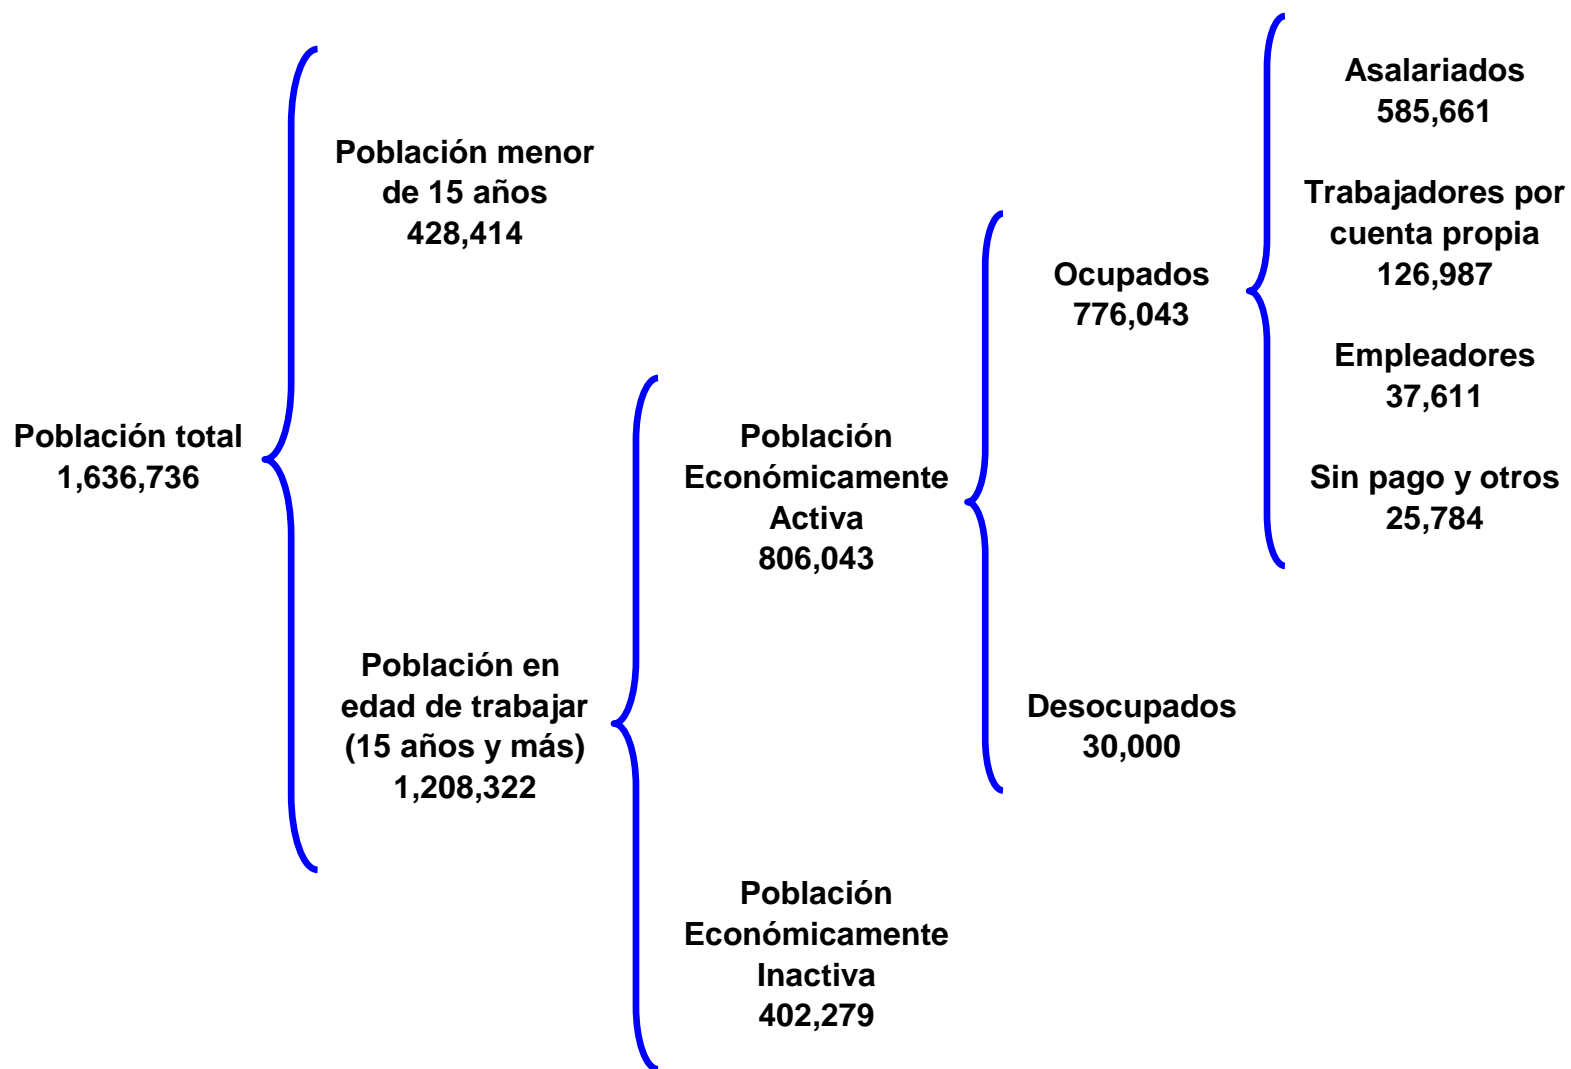 Población total
1,636,736
Población menor
de 15 años
428,414
Población en
edad de trabajar
(15 años y más)
1,208,322
Población
Económicamente
Activa
806,043
Población
Económicamente
Inactiva
402,279
Ocupados
776,043
Desocupados
30,000
Asalariados
585,661
Trabajadores por
cuenta propia
126,987
Empleadores
37,611
Sin pago y otros
25,784